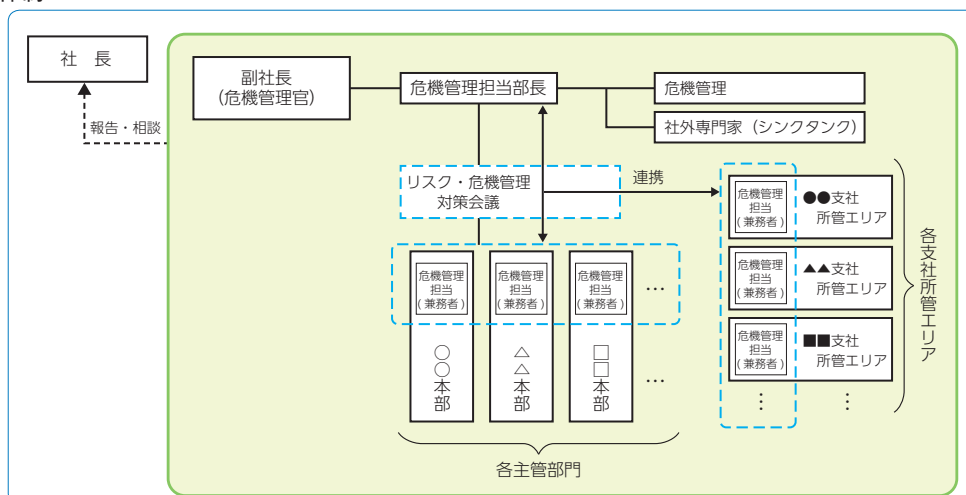 社 長
報告・相談
副社長
(危機管理官)
危機管理担当部長
危機管理
社外専門家（シンクタンク）
リスク・危機管理
対策会議
連携
危機管理
担当
(兼務者)
●●支社
所管エリア
危機管理
担当
(兼務者)
▲▲支社
所管エリア
危機管理
担当
(兼務者)
■■支社
所管エリア
⋮
⋮
各支社所管エリア
危機管理
担当
(兼務者)
危機管理
担当
(兼務者)
危機管理
担当
(兼務者)
…
○○本部
△△本部
□□本部
…
各主管部門